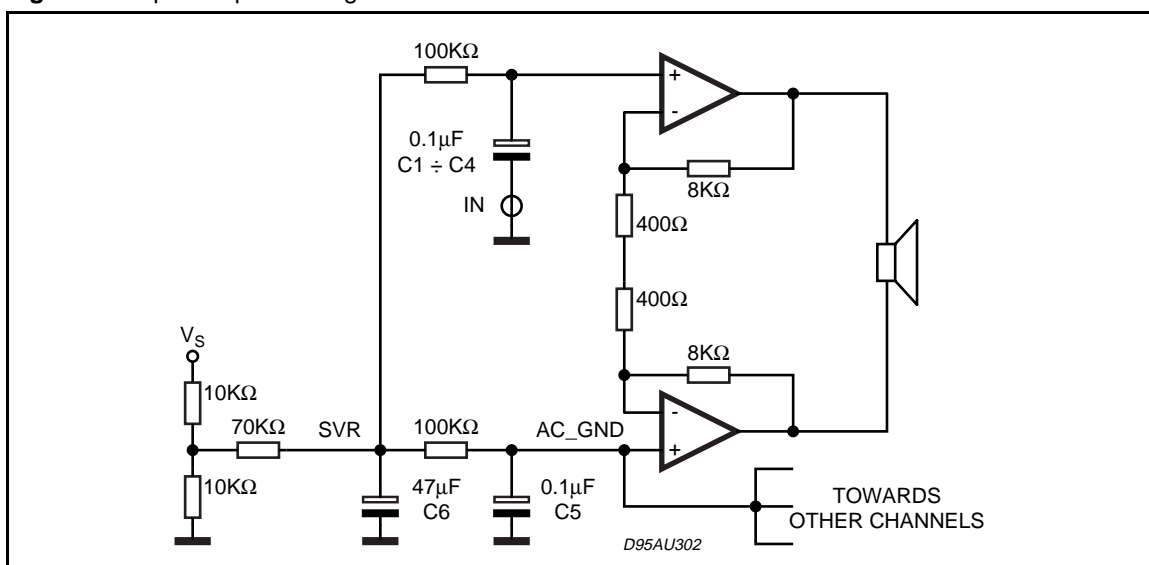 100KΩ
+
-
0.1μF
C1 ÷ C4
8KΩ
IN
400Ω
400Ω
V_S
8KΩ
10KΩ
70KΩ
SVR
100KΩ
AC_GND
-
+
10KΩ
47μF
C6
0.1μF
C5
TOWARDS
OTHER CHANNELS
D95AU302